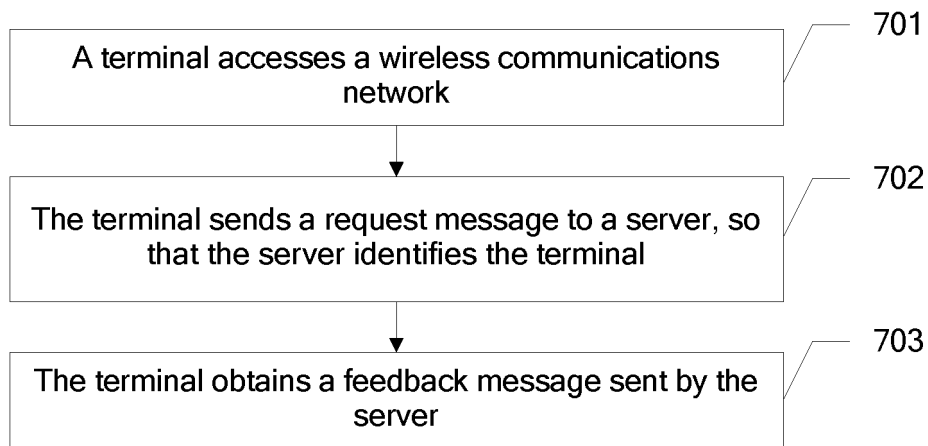 701
A terminal accesses a wireless communications
network
702
The terminal sends a request message to a server, so
that the server identifies the terminal
703
The terminal obtains a feedback message sent by the
server